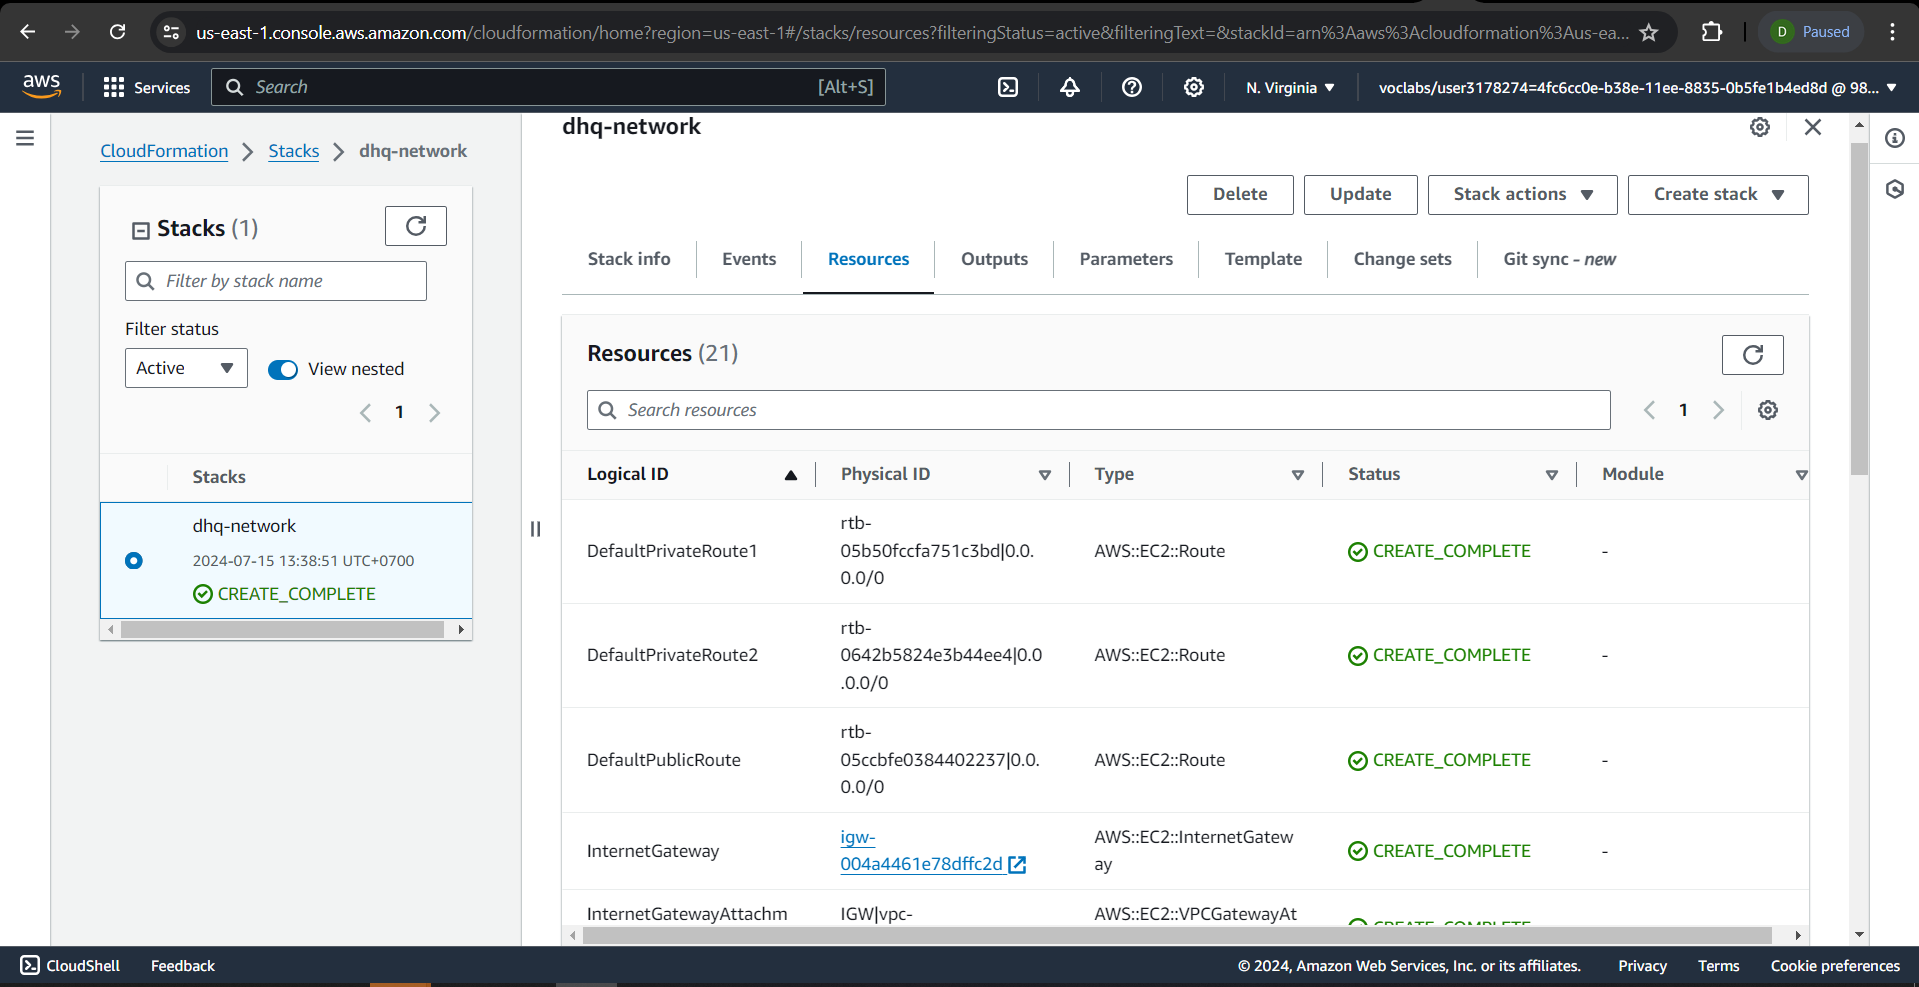 us-east-1.console.aws.amazon.com/cloudformation/home?region=us-east-1#/stacks/resources?filteringStatus=active&filteringText=&stackId=arn%3Aaws%3Acloudformation%3Aus-ea...
D Paused
aws
Services
Search
[Alt+S]
N. Virginia
voclabs/user3178274=4fc6cc0e-b38e-11ee-8835-0b5fe1b4ed8d @ 98...
CloudFormation
Stacks
dhq-network
Stacks (1)
Filter by stack name
Filter status
Active
View nested
1
Stacks
dhq-network
2024-07-15 13:38:51 UTC+0700
CREATE_COMPLETE
dhq-network
Delete
Update
Stack actions
Create stack
Stack info
Events
Resources
Outputs
Parameters
Template
Change sets
Git sync - new
Resources (21)
Search resources
1
Logical ID
Physical ID
Type
Status
Module
DefaultPrivateRoute1
rtb-
05b50fccfa751c3bd|0.0.
0.0/0
AWS::EC2::Route
CREATE_COMPLETE
-
DefaultPrivateRoute2
rtb-
0642b5824e3b44ee4|0.0
.0.0/0
AWS::EC2::Route
CREATE_COMPLETE
-
DefaultPublicRoute
rtb-
05ccbfe0384402237|0.0.
0.0/0
AWS::EC2::Route
CREATE_COMPLETE
-
InternetGateway
igw-
004a4461e78dffc2d
AWS::EC2::InternetGatew
ay
CREATE_COMPLETE
-
InternetGatewayAttachm
IGW|vpc-
AWS::EC2::VPCGatewayAt
CREATE_COMPLETE
CloudShell
Feedback
© 2024, Amazon Web Services, Inc. or its affiliates.
Privacy
Terms
Cookie preferences